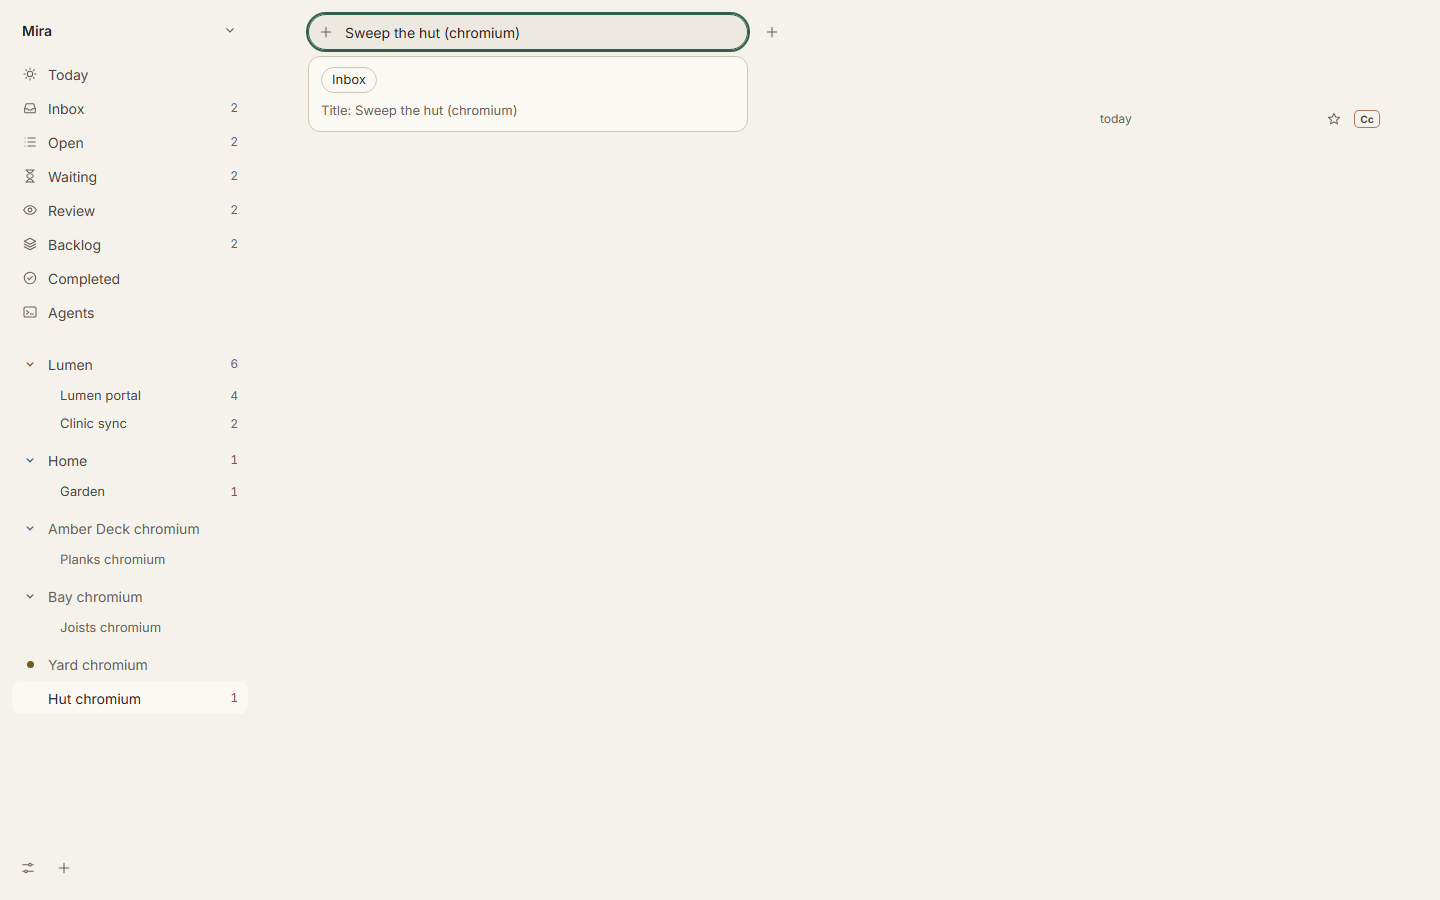 Mira
Today
Inbox 2
Open 2
Waiting 2
Review 2
Backlog 2
Completed
Agents
Lumen 6
Lumen portal 4
Clinic sync 2
Home 1
Garden 1
Amber Deck chromium
Planks chromium
Bay chromium
Joists chromium
Yard chromium
Hut chromium 1
Sweep the hut (chromium)
Inbox
Title: Sweep the hut (chromium)
today Cc